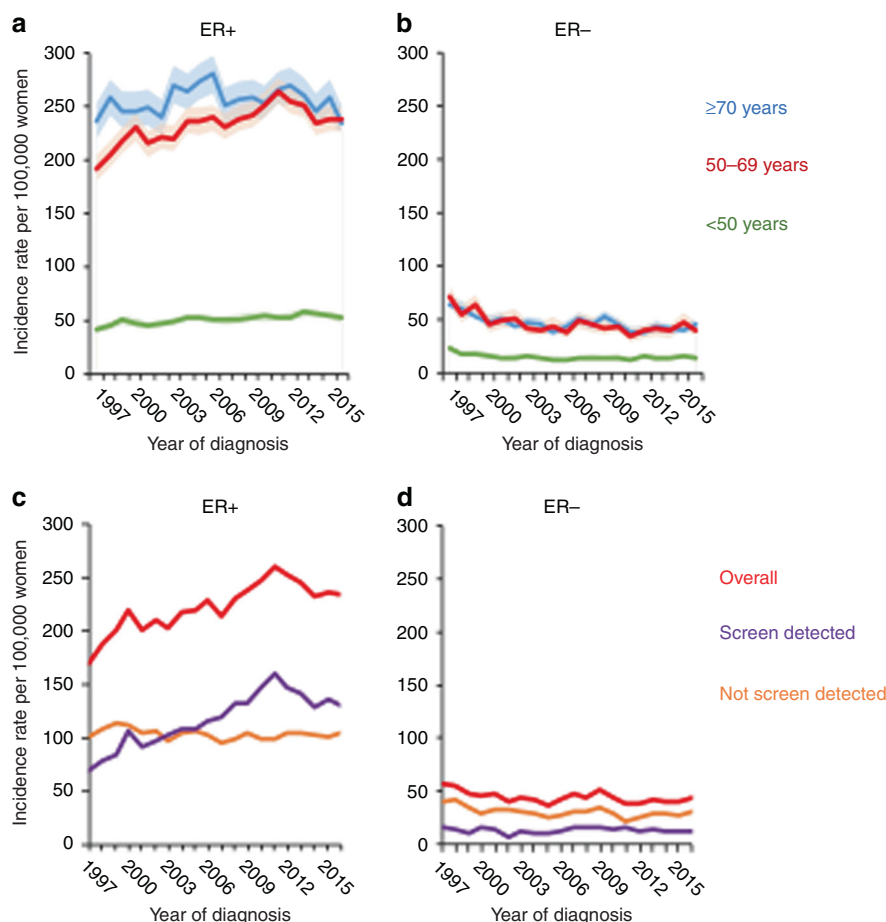 a
ER+
Incidence rate per 100,000 women
300
250
200
150
100
50
0
1997
2000
2003
2006
2009
2012
2015
Year of diagnosis
b
ER–
300
250
200
150
100
50
0
1997
2000
2003
2006
2009
2012
2015
Year of diagnosis
≥70 years
50–69 years
<50 years
c
ER+
Incidence rate per 100,000 women
300
250
200
150
100
50
0
1997
2000
2003
2006
2009
2012
2015
Year of diagnosis
d
ER–
300
250
200
150
100
50
0
1997
2000
2003
2006
2009
2012
2015
Year of diagnosis
Overall
Screen detected
Not screen detected